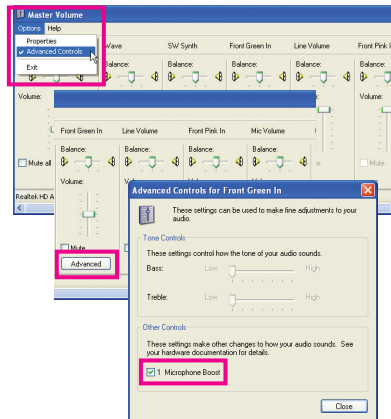 Master Volume
Options Help
Properties
Advanced Controls
Exit
Wave SW Synth Front Green In Line Volume Front Pink I
Balance: Balance: Balance: Balance: Balance:
Volume: Volume:
Mute all Mute
Realtek HD A
Front Green In Line Volume Front Pink In Mic Volume
Balance: Balance: Balance: Balance:
Volume:
Mute
Advanced
Advanced Controls for Front Green In
These settings can be used to make fine adjustments to your
audio.
Tone Controls
These settings control how the tone of your audio sounds.
Bass: Low High
Treble: Low High
Other Controls
These settings make other changes to how your audio sounds. See
your hardware documentation for details.
1 Microphone Boost
Close